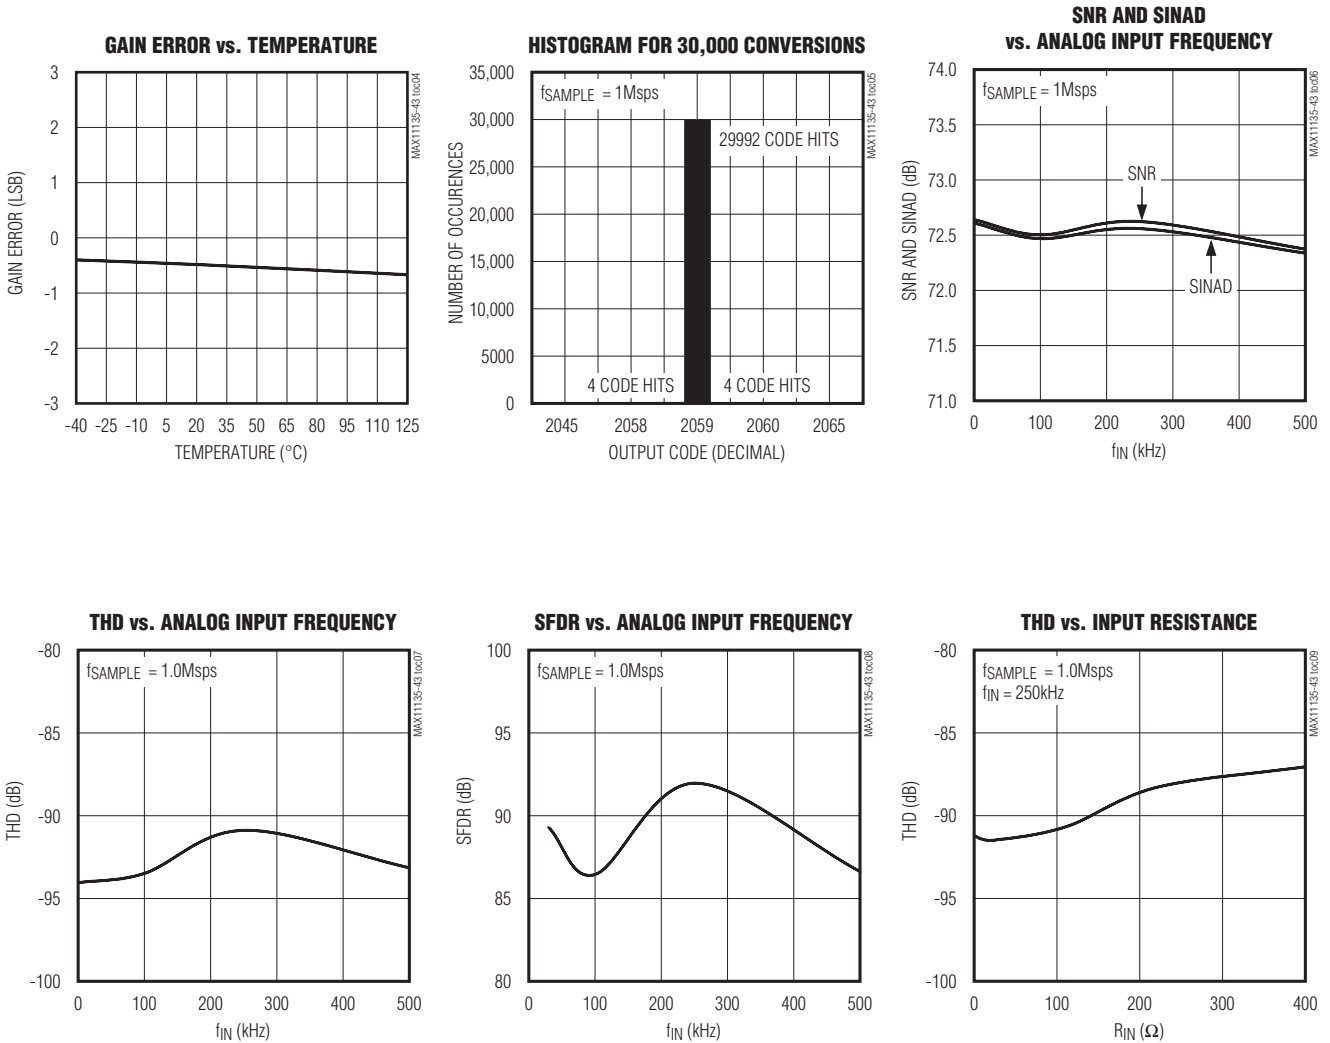 GAIN ERROR vs. TEMPERATURE
3
2
1
0
-1
-2
-3
GAIN ERROR (LSB)
-40 -25 -10 5 20 35 50 65 80 95 110 125
TEMPERATURE (°C)
MAX11135-43 toc04
HISTOGRAM FOR 30,000 CONVERSIONS
fSAMPLE = 1Msps
35,000
30,000
25,000
20,000
15,000
10,000
5000
0
NUMBER OF OCCURENCES
29992 CODE HITS
4 CODE HITS
4 CODE HITS
2045 2058 2059 2060 2065
OUTPUT CODE (DECIMAL)
MAX11135-43 toc05
SNR AND SINAD
vs. ANALOG INPUT FREQUENCY
fSAMPLE = 1Msps
74.0
73.5
73.0
72.5
72.0
71.5
71.0
SNR AND SINAD (dB)
SNR
SINAD
0 100 200 300 400 500
fIN (kHz)
MAX11135-43 toc06
THD vs. ANALOG INPUT FREQUENCY
fSAMPLE = 1.0Msps
-80
-85
-90
-95
-100
THD (dB)
0 100 200 300 400 500
fIN (kHz)
MAX11135-43 toc07
SFDR vs. ANALOG INPUT FREQUENCY
fSAMPLE = 1.0Msps
100
95
90
85
80
SFDR (dB)
0 100 200 300 400 500
fIN (kHz)
MAX11135-43 toc08
THD vs. INPUT RESISTANCE
fSAMPLE = 1.0Msps
fIN = 250kHz
-80
-85
-90
-95
-100
THD (dB)
0 100 200 300 400
RIN (Ω)
MAX11135-43 toc09